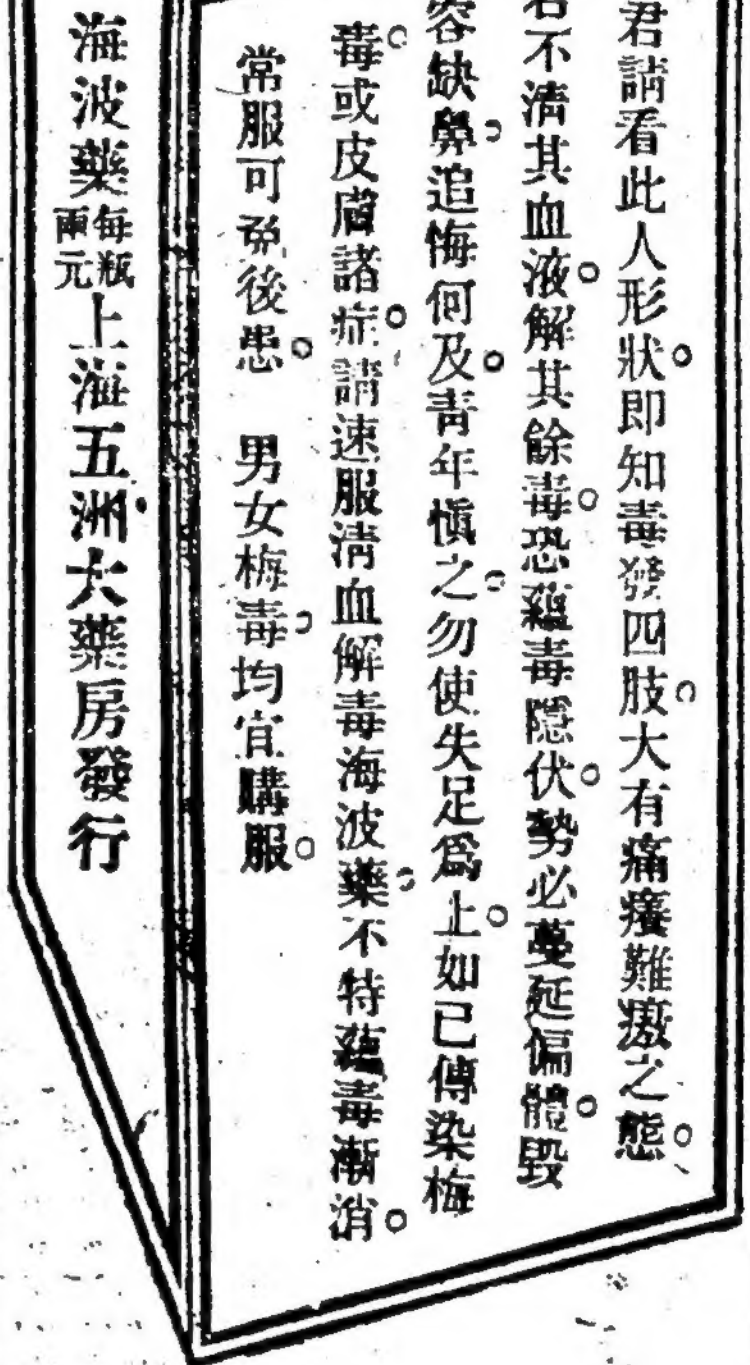 君請看此人形狀。即知毒發四肢。大有痛癢難㿉之態。
若不清其血液。解其餘毒。恐蘊毒隱伏。勢必蔓延偏體。毀
容缺鼻。追悔何及。青年愼之。勿使失足爲上。如已傳染梅
毒。或皮膚諸症。請速服清血解毒海波藥。不特蘊毒漸消。
常服可免後患。 男女梅毒。均宜購服。
海波藥每瓶兩元上海五洲大藥房發行